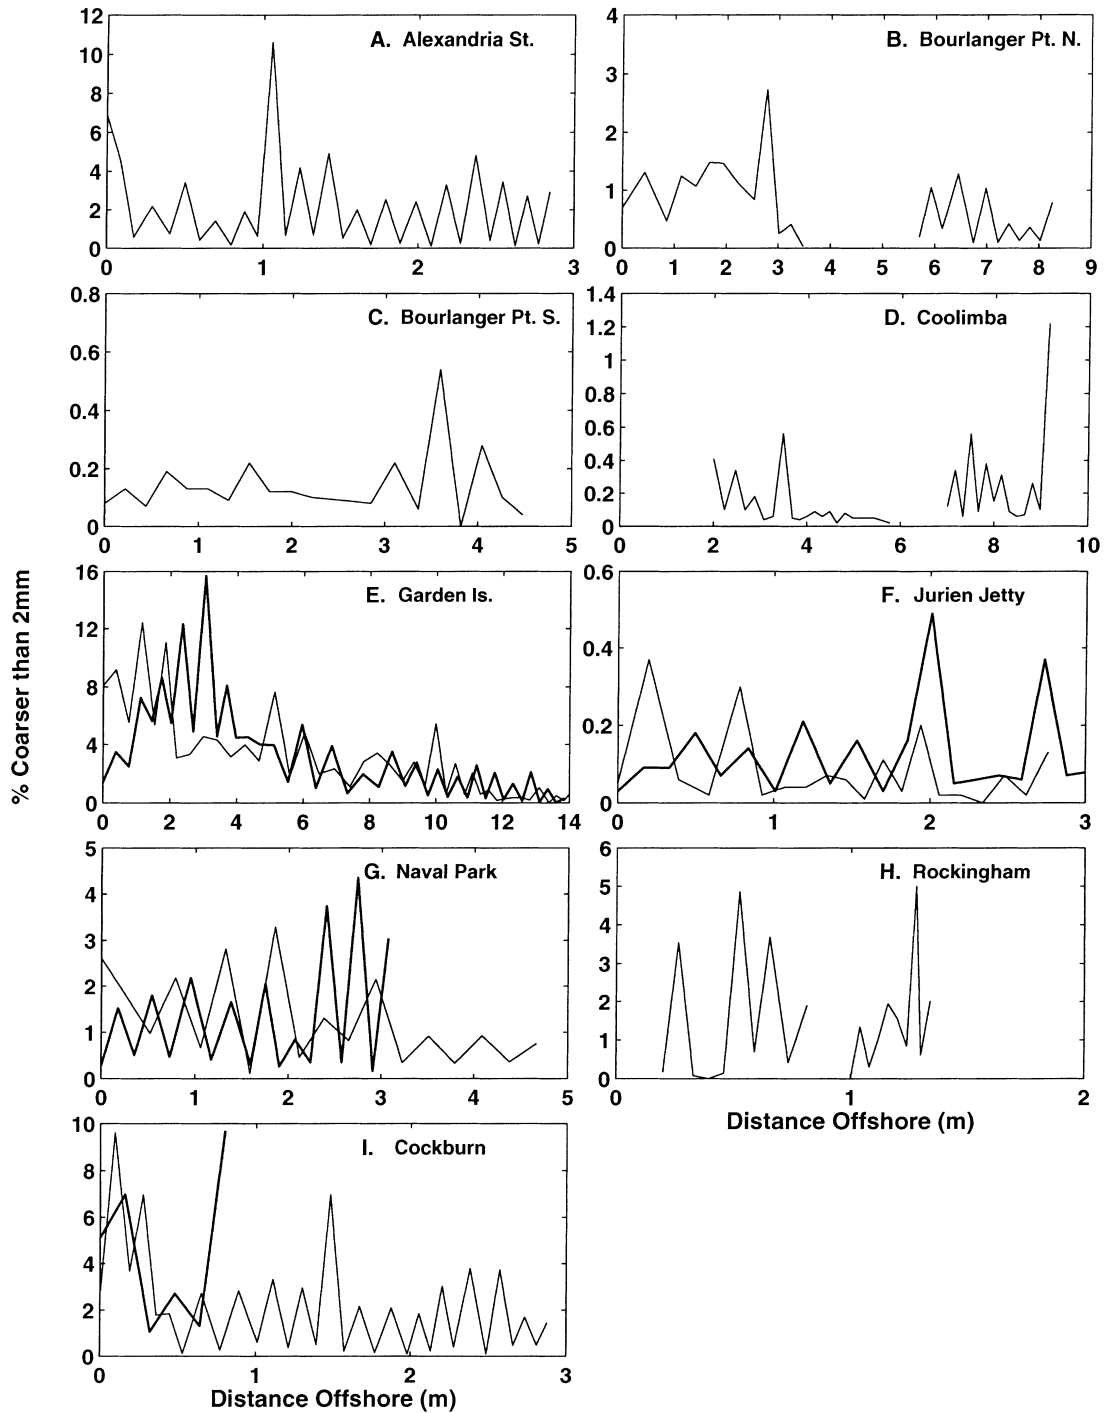 12
10
8
6
4
2
0
A. Alexandria St.
0 1 2 3
4
3
2
1
0
B. Bourlanger Pt. N.
0 1 2 3 4 5 6 7 8 9
0.8
0.6
0.4
0.2
0
C. Bourlanger Pt. S.
0 1 2 3 4 5
1.4
1.2
1
0.8
0.6
0.4
0.2
0
D. Coolimba
0 2 4 6 8 10
% Coarser than 2mm
16
12
8
4
0
E. Garden Is.
0 2 4 6 8 10 12 14
0.6
0.4
0.2
0
F. Jurien Jetty
0 1 2 3
5
4
3
2
1
0
G. Naval Park
0 1 2 3 4 5
6
5
4
3
2
1
0
H. Rockingham
0 1 2
Distance Offshore (m)
10
8
6
4
2
0
I. Cockburn
0 1 2 3
Distance Offshore (m)